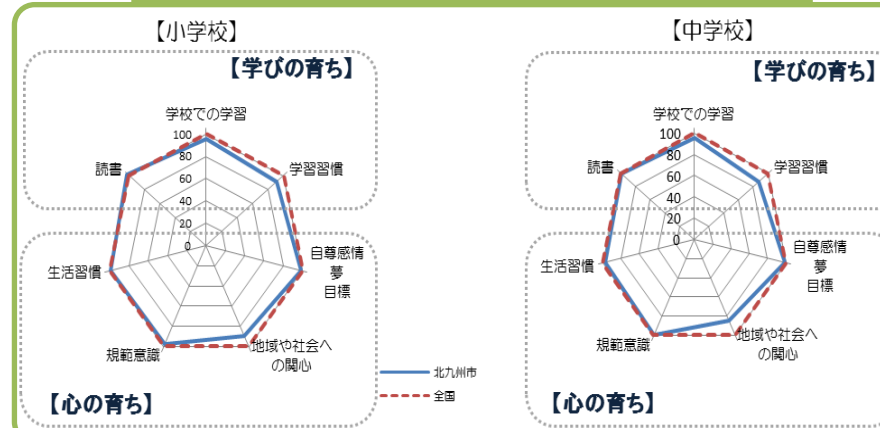 【小学校】
【学びの育ち】
学校での学習
100
80
60
40
20
0
学習習慣
自尊感情
夢
目標
地域や社会へ
の関心
規範意識
生活習慣
読書
【心の育ち】
北九州市
全国
【中学校】
【学びの育ち】
学校での学習
100
80
60
40
20
0
学習習慣
自尊感情
夢
目標
地域や社会へ
の関心
規範意識
生活習慣
読書
【心の育ち】